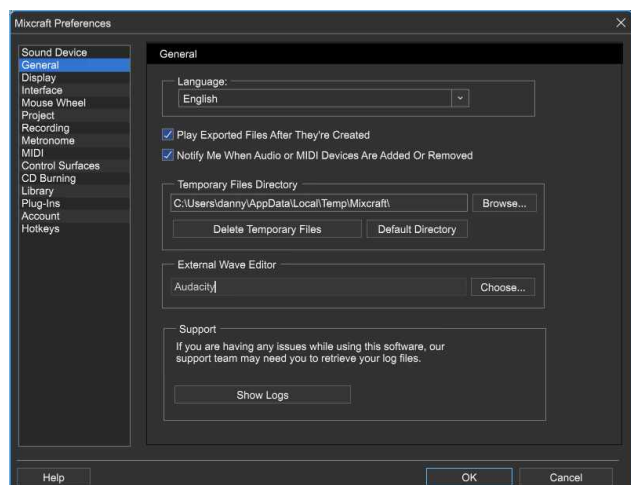 Mixcraft Preferences
Sound Device
General
Display
Interface
Mouse Wheel
Project
Recording
Metronome
MIDI
Control Surfaces
CD Burning
Library
Plug-Ins
Account
Hotkeys
General
Language:
English
Play Exported Files After They're Created
Notify Me When Audio or MIDI Devices Are Added Or Removed
Temporary Files Directory
C:\Users\danny\AppData\Local\Temp\Mixcraft\
Browse...
Delete Temporary Files
Default Directory
External Wave Editor
Audacity
Choose...
Support
If you are having any issues while using this software, our
support team may need you to retrieve your log files.
Show Logs
Help
OK
Cancel